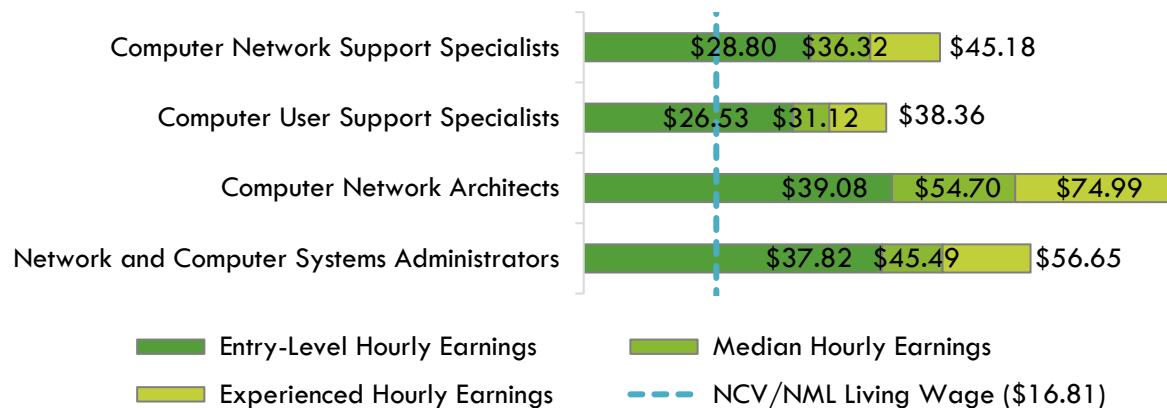 Computer Network Support Specialists $28.80 $36.32 $45.18
Computer User Support Specialists $26.53 $31.12 $38.36
Computer Network Architects $39.08 $54.70 $74.99
Network and Computer Systems Administrators $37.82 $45.49 $56.65
Entry-Level Hourly Earnings Median Hourly Earnings
Experienced Hourly Earnings NCV/NML Living Wage ($16.81)